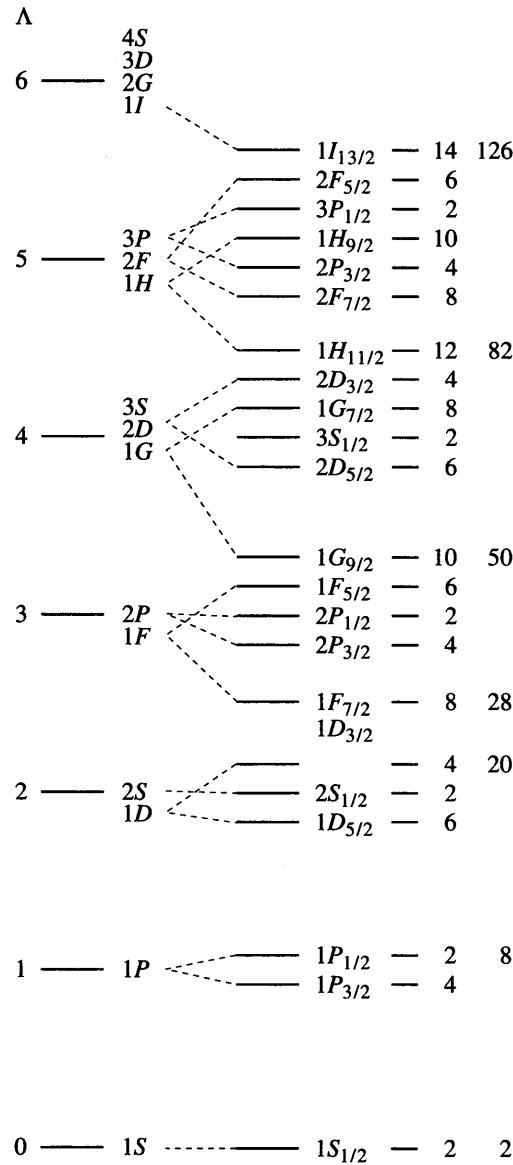 Λ
4S
3D
6 2G
1I
1I13/2 14 126
2F5/2 6
3P1/2 2
3P 1H9/2 10
5 2F 2P3/2 4
1H 2F7/2 8
1H11/2 12 82
2D3/2 4
3S 1G7/2 8
4 2D 3S1/2 2
1G 2D5/2 6
1G9/2 10 50
1F5/2 6
3 2P 2P1/2 2
1F 2P3/2 4
1F7/2 8 28
1D3/2
4 20
2 2S 2S1/2 2
1D 1D5/2 6
1P1/2 2 8
1 1P
1P3/2 4
0 1S 1S1/2 2 2